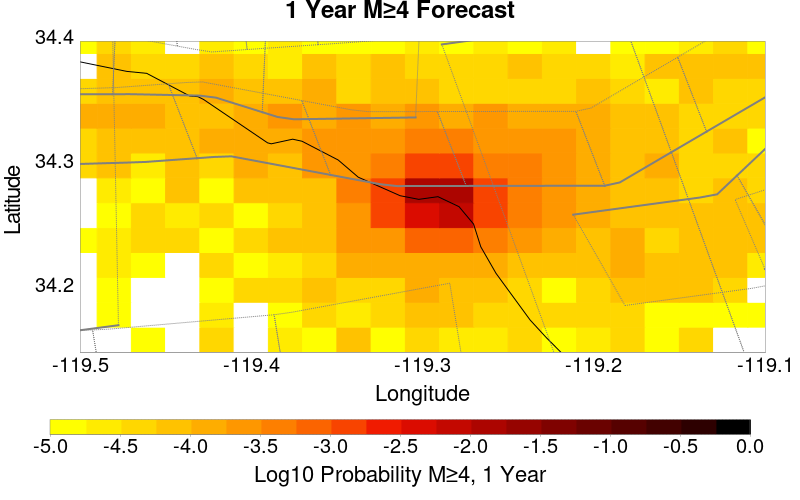 1 Year M≥4 Forecast
34.4
34.3
34.2
Latitude
-119.5 -119.4 -119.3 -119.2 -119.1
Longitude
-5.0 -4.5 -4.0 -3.5 -3.0 -2.5 -2.0 -1.5 -1.0 -0.5 0.0
Log10 Probability M≥4, 1 Year